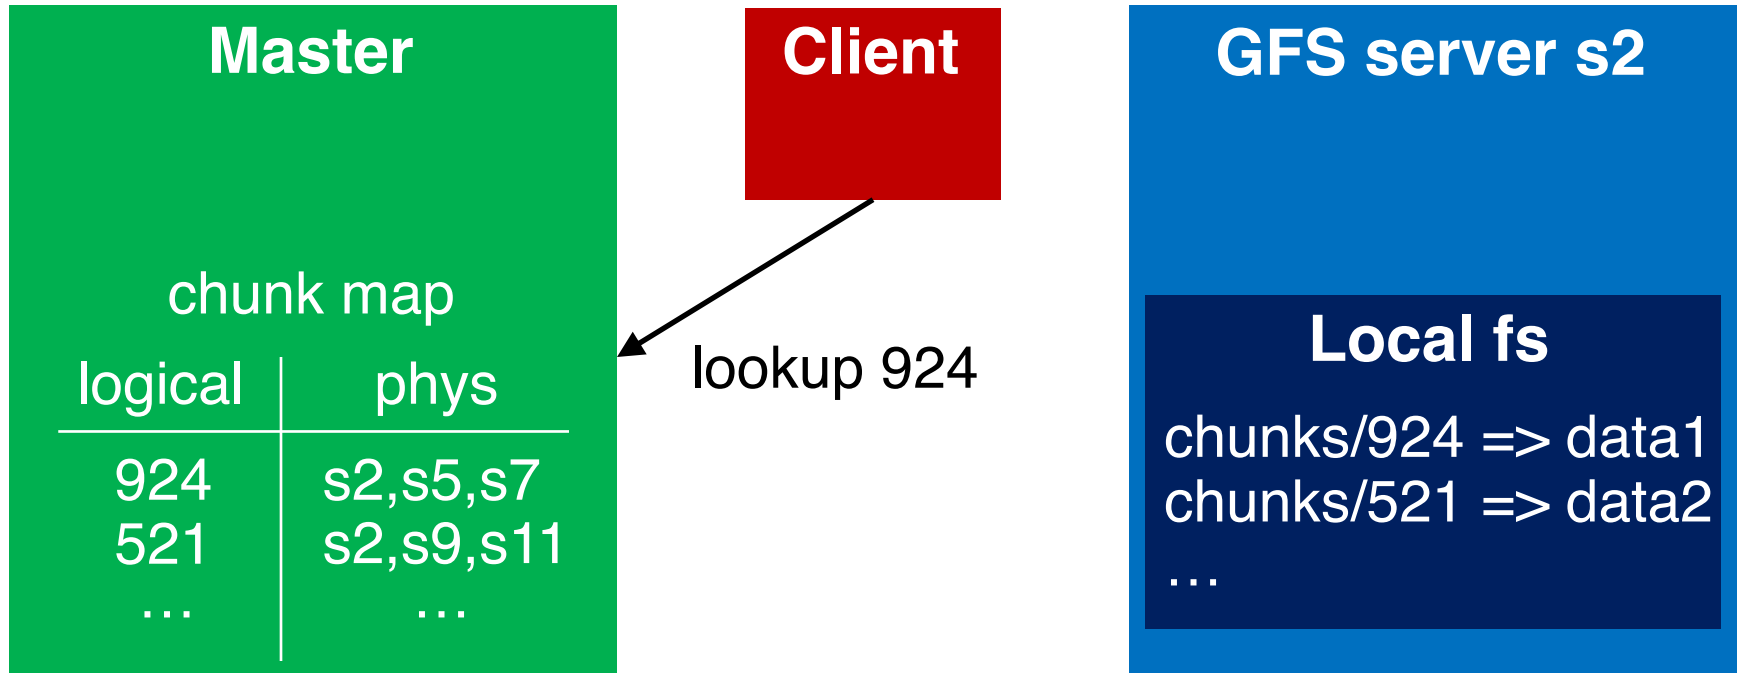 Master
chunk map
logical phys
924 s2,s5,s7
521 s2,s9,s11
… …
Client
lookup 924
GFS server s2
Local fs
chunks/924 => data1
chunks/521 => data2
…